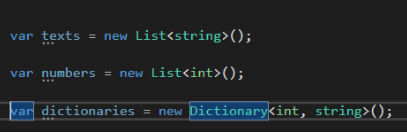 var texts = new List<string>();
var numbers = new List<int>();
var dictionaries = new Dictionary<int, string>();